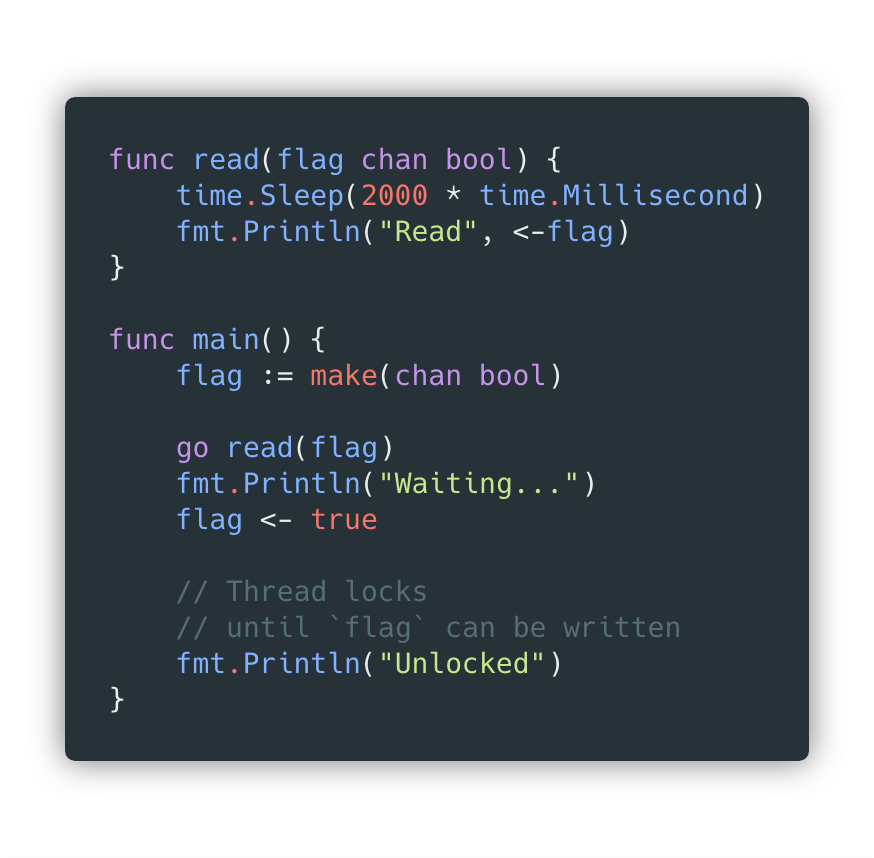 func read(flag chan bool) {
    time.Sleep(2000 * time.Millisecond)
    fmt.Println("Read", <-flag)
}

func main() {
    flag := make(chan bool)

    go read(flag)
    fmt.Println("Waiting...")
    flag <- true

    // Thread locks
    // until `flag` can be written
    fmt.Println("Unlocked")
}